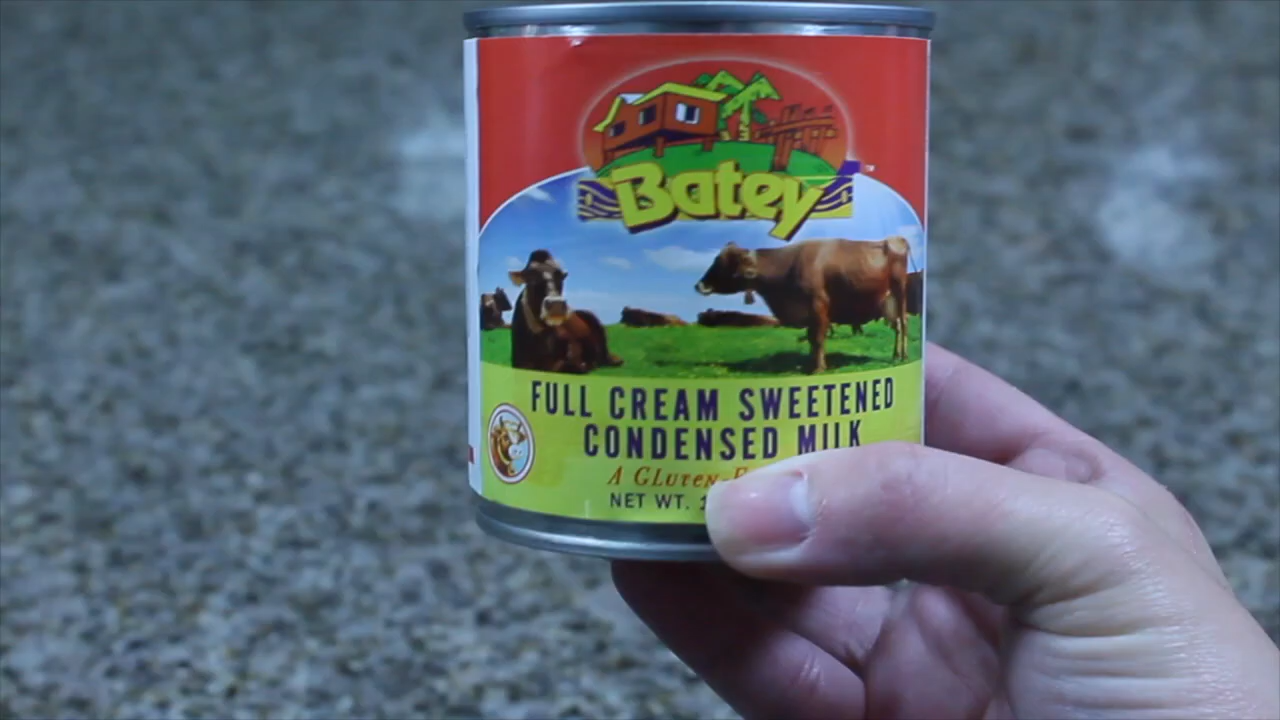 Batey
FULL CREAM SWEETENED
CONDENSED MILK
A GLUTEN-
NET WT.